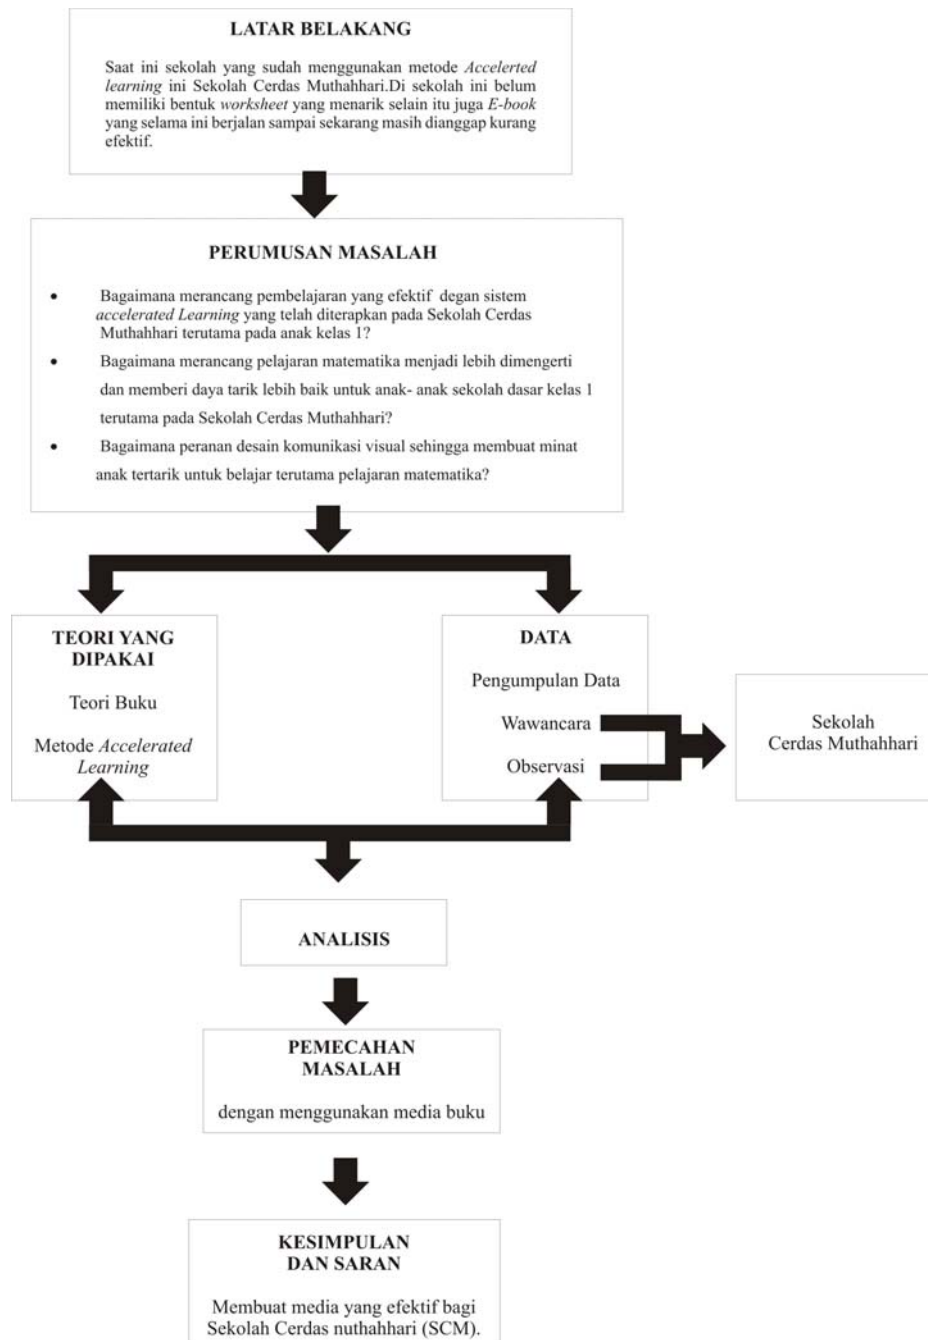 LATAR BELAKANG
Saat ini sekolah yang sudah menggunakan metode Accelerted
learning ini Sekolah Cerdas Muthahhari.Di sekolah ini belum
memiliki bentuk worksheet yang menarik selain itu juga E-book
yang selama ini berjalan sampai sekarang masih dianggap kurang
efektif.
PERUMUSAN MASALAH
• Bagaimana merancang pembelajaran yang efektif degan sistem
accelerated Learning yang telah diterapkan pada Sekolah Cerdas
Muthahhari terutama pada anak kelas 1?
• Bagaimana merancang pelajaran matematika menjadi lebih dimengerti
dan memberi daya tarik lebih baik untuk anak- anak sekolah dasar kelas 1
terutama pada Sekolah Cerdas Muthahhari?
• Bagaimana peranan desain komunikasi visual sehingga membuat minat
anak tertarik untuk belajar terutama pelajaran matematika?
TEORI YANG
DIPAKAI
Teori Buku
Metode Accelerated
Learning
DATA
Pengumpulan Data
Wawancara
Observasi
Sekolah
Cerdas Muthahhari
ANALISIS
PEMECAHAN
MASALAH
dengan menggunakan media buku
KESIMPULAN
DAN SARAN
Membuat media yang efektif bagi
Sekolah Cerdas nuthahhari (SCM).